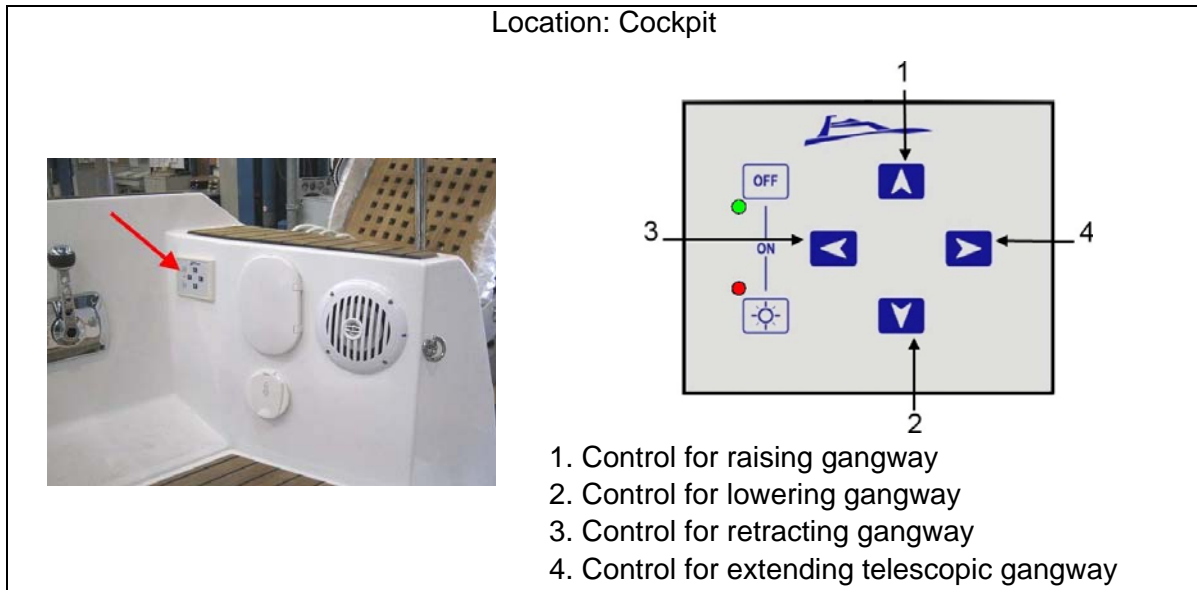 Location: Cockpit
1
OFF
3
ON
4
2
1. Control for raising gangway
2. Control for lowering gangway
3. Control for retracting gangway
4. Control for extending telescopic gangway